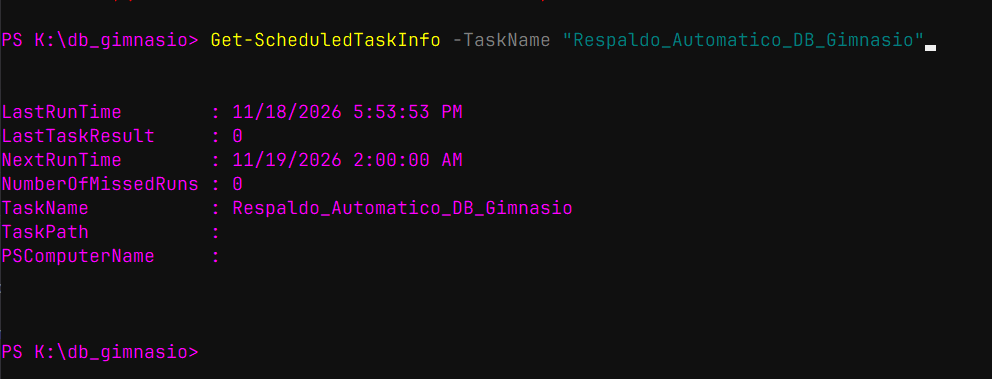 PS K:\db_gimnasio> Get-ScheduledTaskInfo -TaskName "Respaldo_Automatico_DB_Gimnasio"
LastRunTime        : 11/18/2026 5:53:53 PM
LastTaskResult     : 0
NextRunTime        : 11/19/2026 2:00:00 AM
NumberOfMissedRuns : 0
TaskName           : Respaldo_Automatico_DB_Gimnasio
TaskPath           :
PSComputerName     :
PS K:\db_gimnasio>